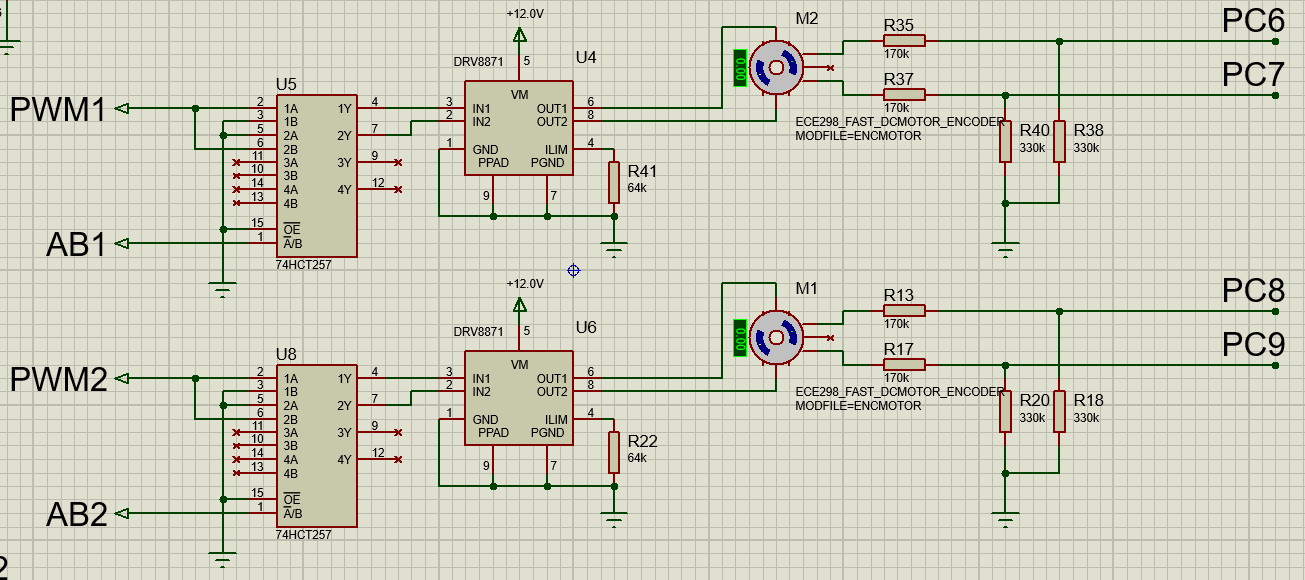 +12.0V
M2
PC6
R35
170k
DRV8871
5
U4
PC7
R37
170k
00.0
U5
VM
PWM1
2
1A
1Y
4
3
IN1
OUT1
6
3
1B
2
IN2
OUT2
8
5
2A
2Y
7
6
2B
ECE298_FAST_DCMOTOR_ENCODER
MODFILE=ENCMOTOR
R40
330k
R38
330k
1
GND
ILIM
4
PPAD
PGND
11
3A
3Y
9
10
3B
14
4A
4Y
12
13
4B
9
7
R41
64k
15
OE
AB1
1
A/B
74HCT257
+12.0V
M1
PC8
R13
170k
DRV8871
5
U6
PC9
R17
170k
00.0
U8
VM
PWM2
2
1A
1Y
4
3
IN1
OUT1
6
3
1B
2
IN2
OUT2
8
5
2A
2Y
7
6
2B
ECE298_FAST_DCMOTOR_ENCODER
MODFILE=ENCMOTOR
R20
330k
R18
330k
1
GND
ILIM
4
PPAD
PGND
11
3A
3Y
9
10
3B
14
4A
4Y
12
13
4B
9
7
R22
64k
15
OE
AB2
1
A/B
74HCT257